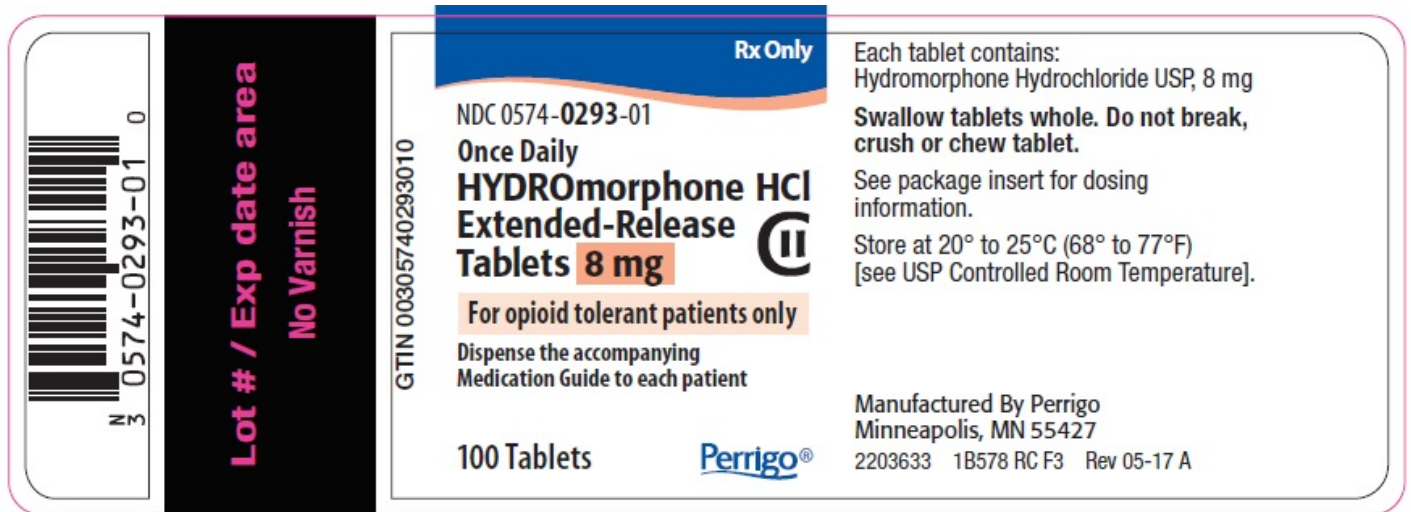 N
3 0574-0293-01 0
Lot # / Exp date area
No Varnish
GTIN 00305740293010
Rx Only
NDC 0574-0293-01
Once Daily
HYDROmorphone HCl
Extended-Release
Tablets 8 mg
CII
For opioid tolerant patients only
Dispense the accompanying
Medication Guide to each patient
100 Tablets
Perrigo®
Each tablet contains:
Hydromorphone Hydrochloride USP, 8 mg
Swallow tablets whole. Do not break,
crush or chew tablet.
See package insert for dosing
information.
Store at 20° to 25°C (68° to 77°F)
[see USP Controlled Room Temperature].
Manufactured By Perrigo
Minneapolis, MN 55427
2203633 1B578 RC F3 Rev 05-17 A